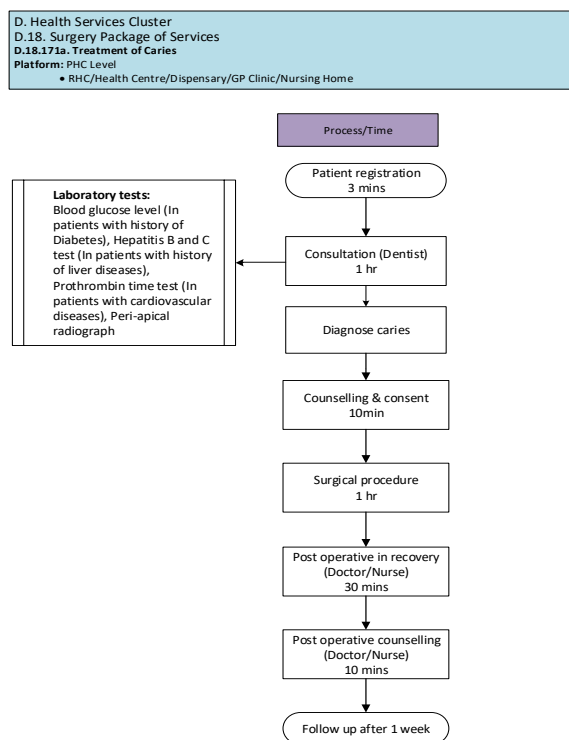 D. Health Services Cluster
D.18. Surgery Package of Services
D.18.171a. Treatment of Caries
Platform: PHC Level
• RHC/Health Centre/Dispensary/GP Clinic/Nursing Home
Process/Time
Patient registration
3 mins
Laboratory tests:
Blood glucose level (In
patients with history of
Diabetes), Hepatitis B and C
test (In patients with history
of liver diseases),
Prothrombin time test (In
patients with cardiovascular
diseases), Peri-apical
radiograph
Consultation (Dentist)
1 hr
Diagnose caries
Counselling & consent
10min
Surgical procedure
1 hr
Post operative in recovery
(Doctor/Nurse)
30 mins
Post operative counselling
(Doctor/Nurse)
10 mins
Follow up after 1 week